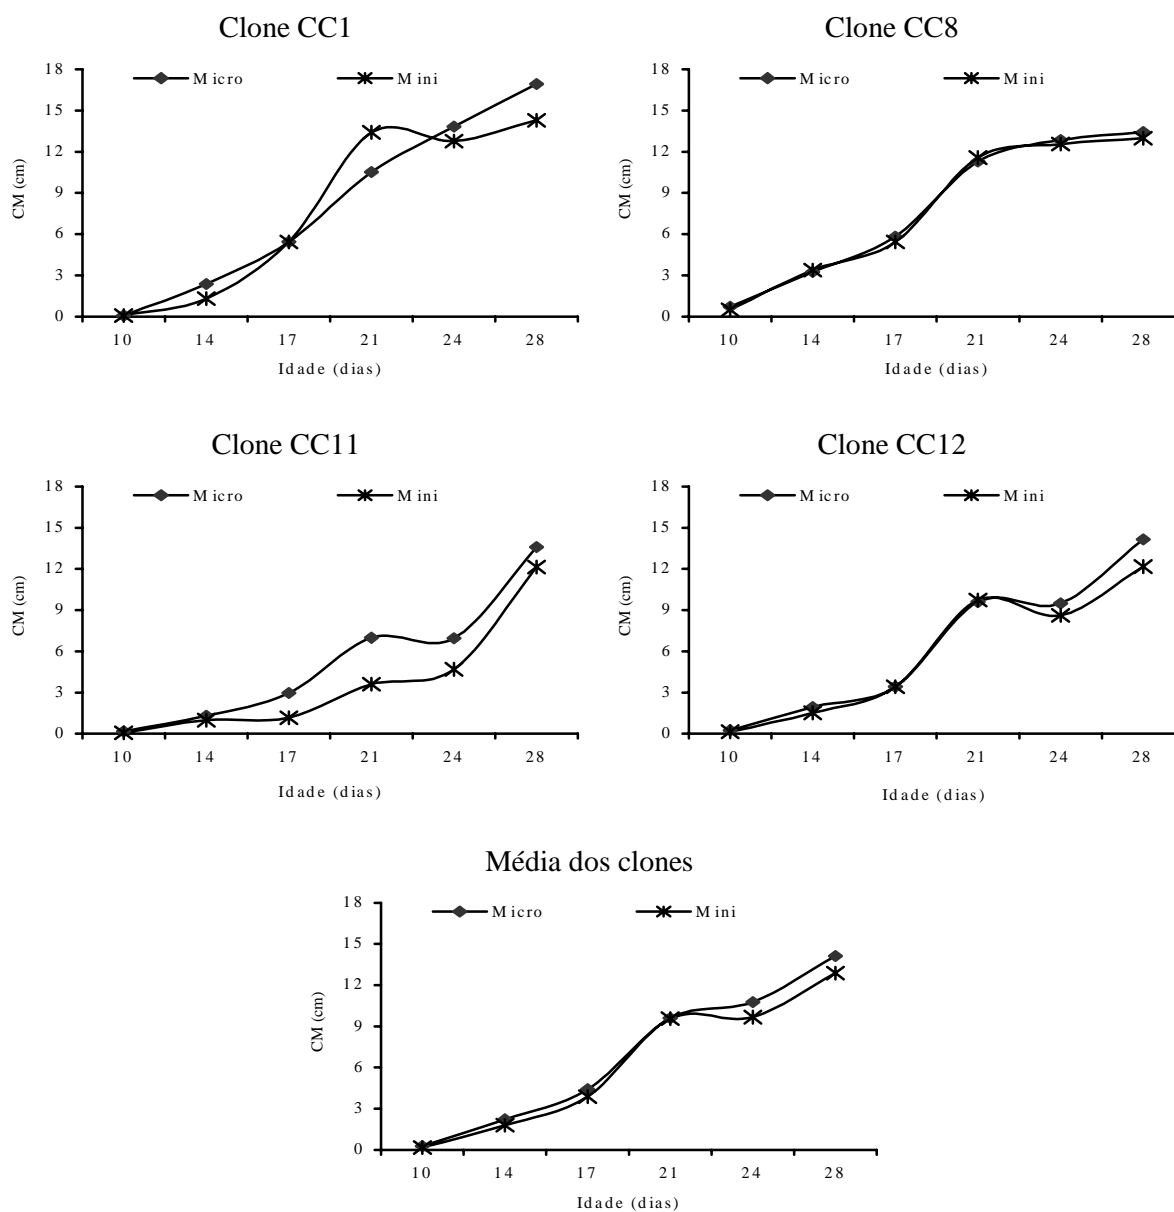 Clone CC1
Micro Mini
18
15
12
9
6
3
0
CM (cm)
10 14 17 21 24 28
Idade (dias)
Clone CC8
Micro Mini
18
15
12
9
6
3
0
CM (cm)
10 14 17 21 24 28
Idade (dias)
Clone CC11
Micro Mini
18
15
12
9
6
3
0
CM (cm)
10 14 17 21 24 28
Idade (dias)
Clone CC12
Micro Mini
18
15
12
9
6
3
0
CM (cm)
10 14 17 21 24 28
Idade (dias)
Média dos clones
Micro Mini
18
15
12
9
6
3
0
CM (cm)
10 14 17 21 24 28
Idade (dias)